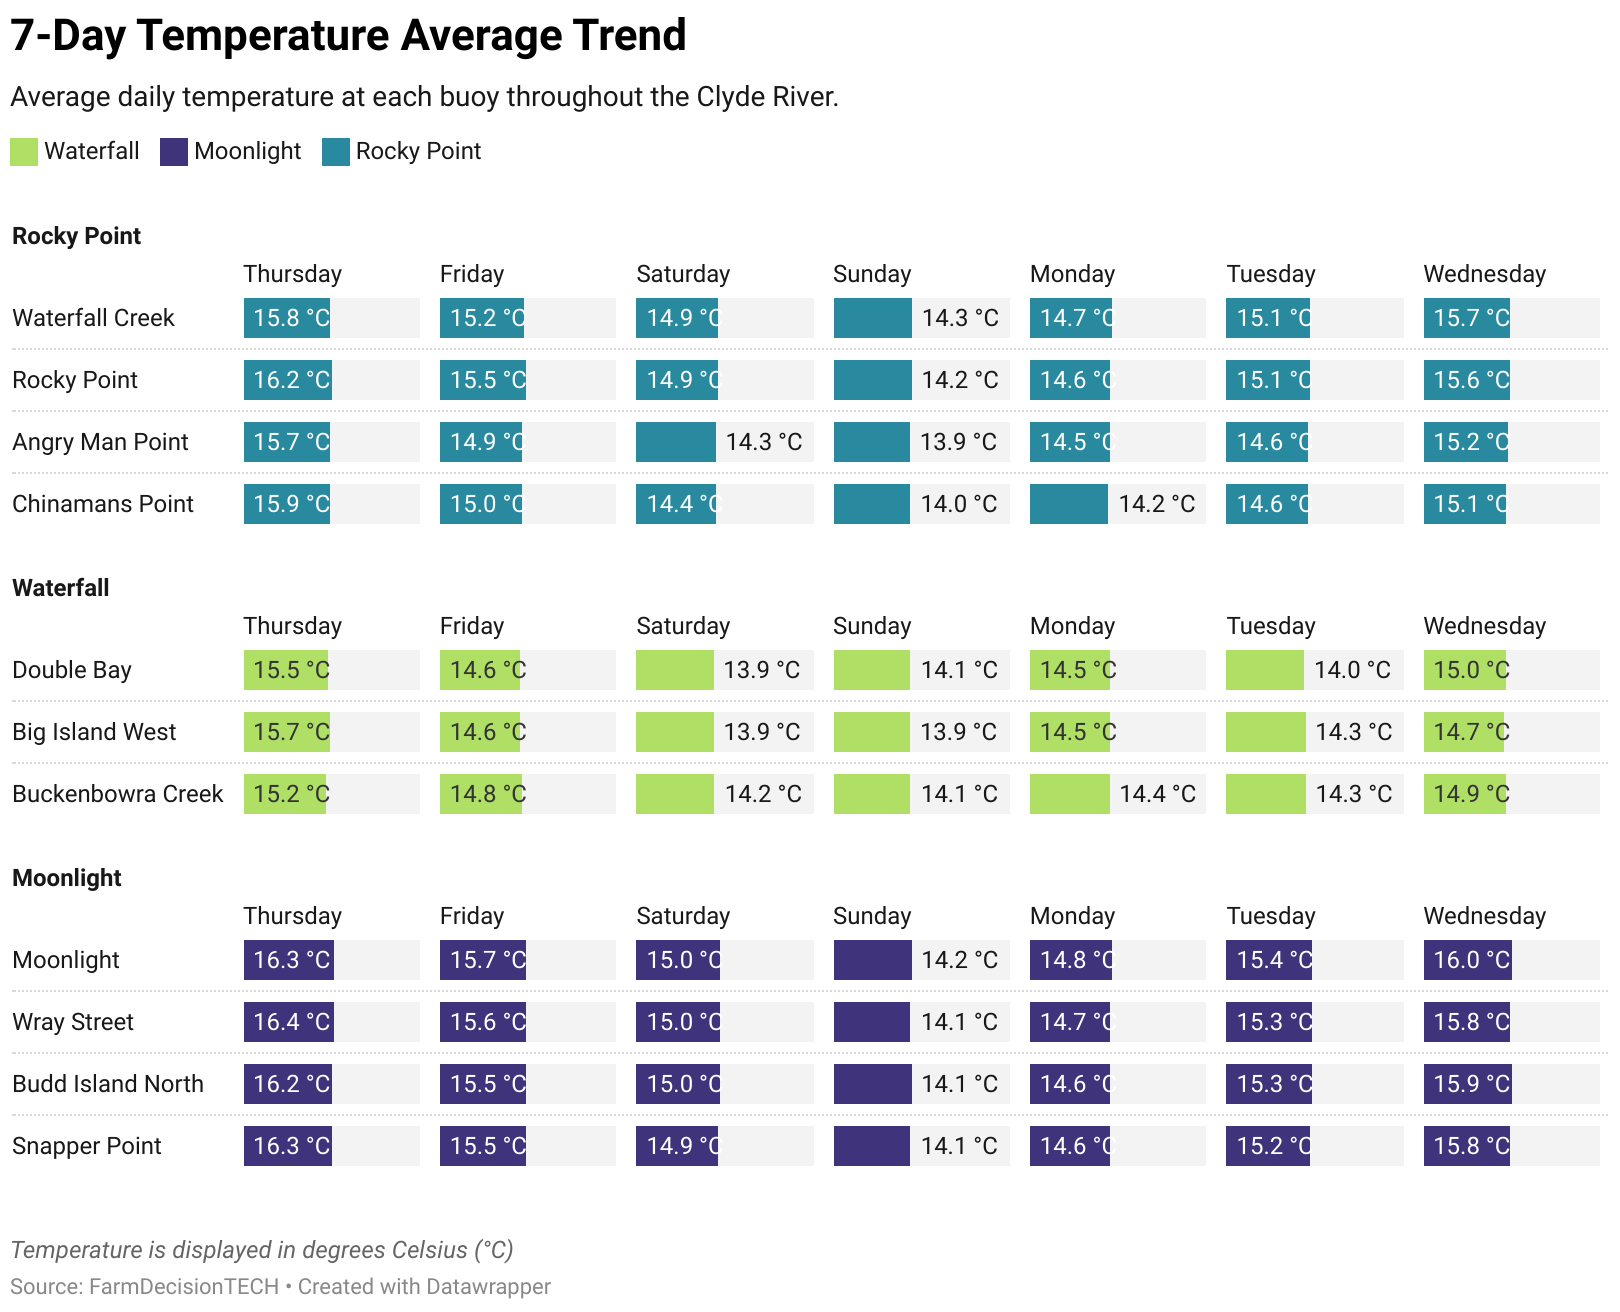 7-Day Temperature Average Trend
Average daily temperature at each buoy throughout the Clyde River.
Waterfall Moonlight Rocky Point
Rocky Point
Thursday Friday Saturday Sunday Monday Tuesday Wednesday
Waterfall Creek 15.8 °C 15.2 °C 14.9 °C 14.3 °C 14.7 °C 15.1 °C 15.7 °C
Rocky Point 16.2 °C 15.5 °C 14.9 °C 14.2 °C 14.6 °C 15.1 °C 15.6 °C
Angry Man Point 15.7 °C 14.9 °C 14.3 °C 13.9 °C 14.5 °C 14.6 °C 15.2 °C
Chinamans Point 15.9 °C 15.0 °C 14.4 °C 14.0 °C 14.2 °C 14.6 °C 15.1 °C
Waterfall
Thursday Friday Saturday Sunday Monday Tuesday Wednesday
Double Bay 15.5 °C 14.6 °C 13.9 °C 14.1 °C 14.5 °C 14.0 °C 15.0 °C
Big Island West 15.7 °C 14.6 °C 13.9 °C 13.9 °C 14.5 °C 14.3 °C 14.7 °C
Buckenbowra Creek 15.2 °C 14.8 °C 14.2 °C 14.1 °C 14.4 °C 14.3 °C 14.9 °C
Moonlight
Thursday Friday Saturday Sunday Monday Tuesday Wednesday
Moonlight 16.3 °C 15.7 °C 15.0 °C 14.2 °C 14.8 °C 15.4 °C 16.0 °C
Wray Street 16.4 °C 15.6 °C 15.0 °C 14.1 °C 14.7 °C 15.3 °C 15.8 °C
Budd Island North 16.2 °C 15.5 °C 15.0 °C 14.1 °C 14.6 °C 15.3 °C 15.9 °C
Snapper Point 16.3 °C 15.5 °C 14.9 °C 14.1 °C 14.6 °C 15.2 °C 15.8 °C
Temperature is displayed in degrees Celsius (°C)
Source: FarmDecisionTECH • Created with Datawrapper